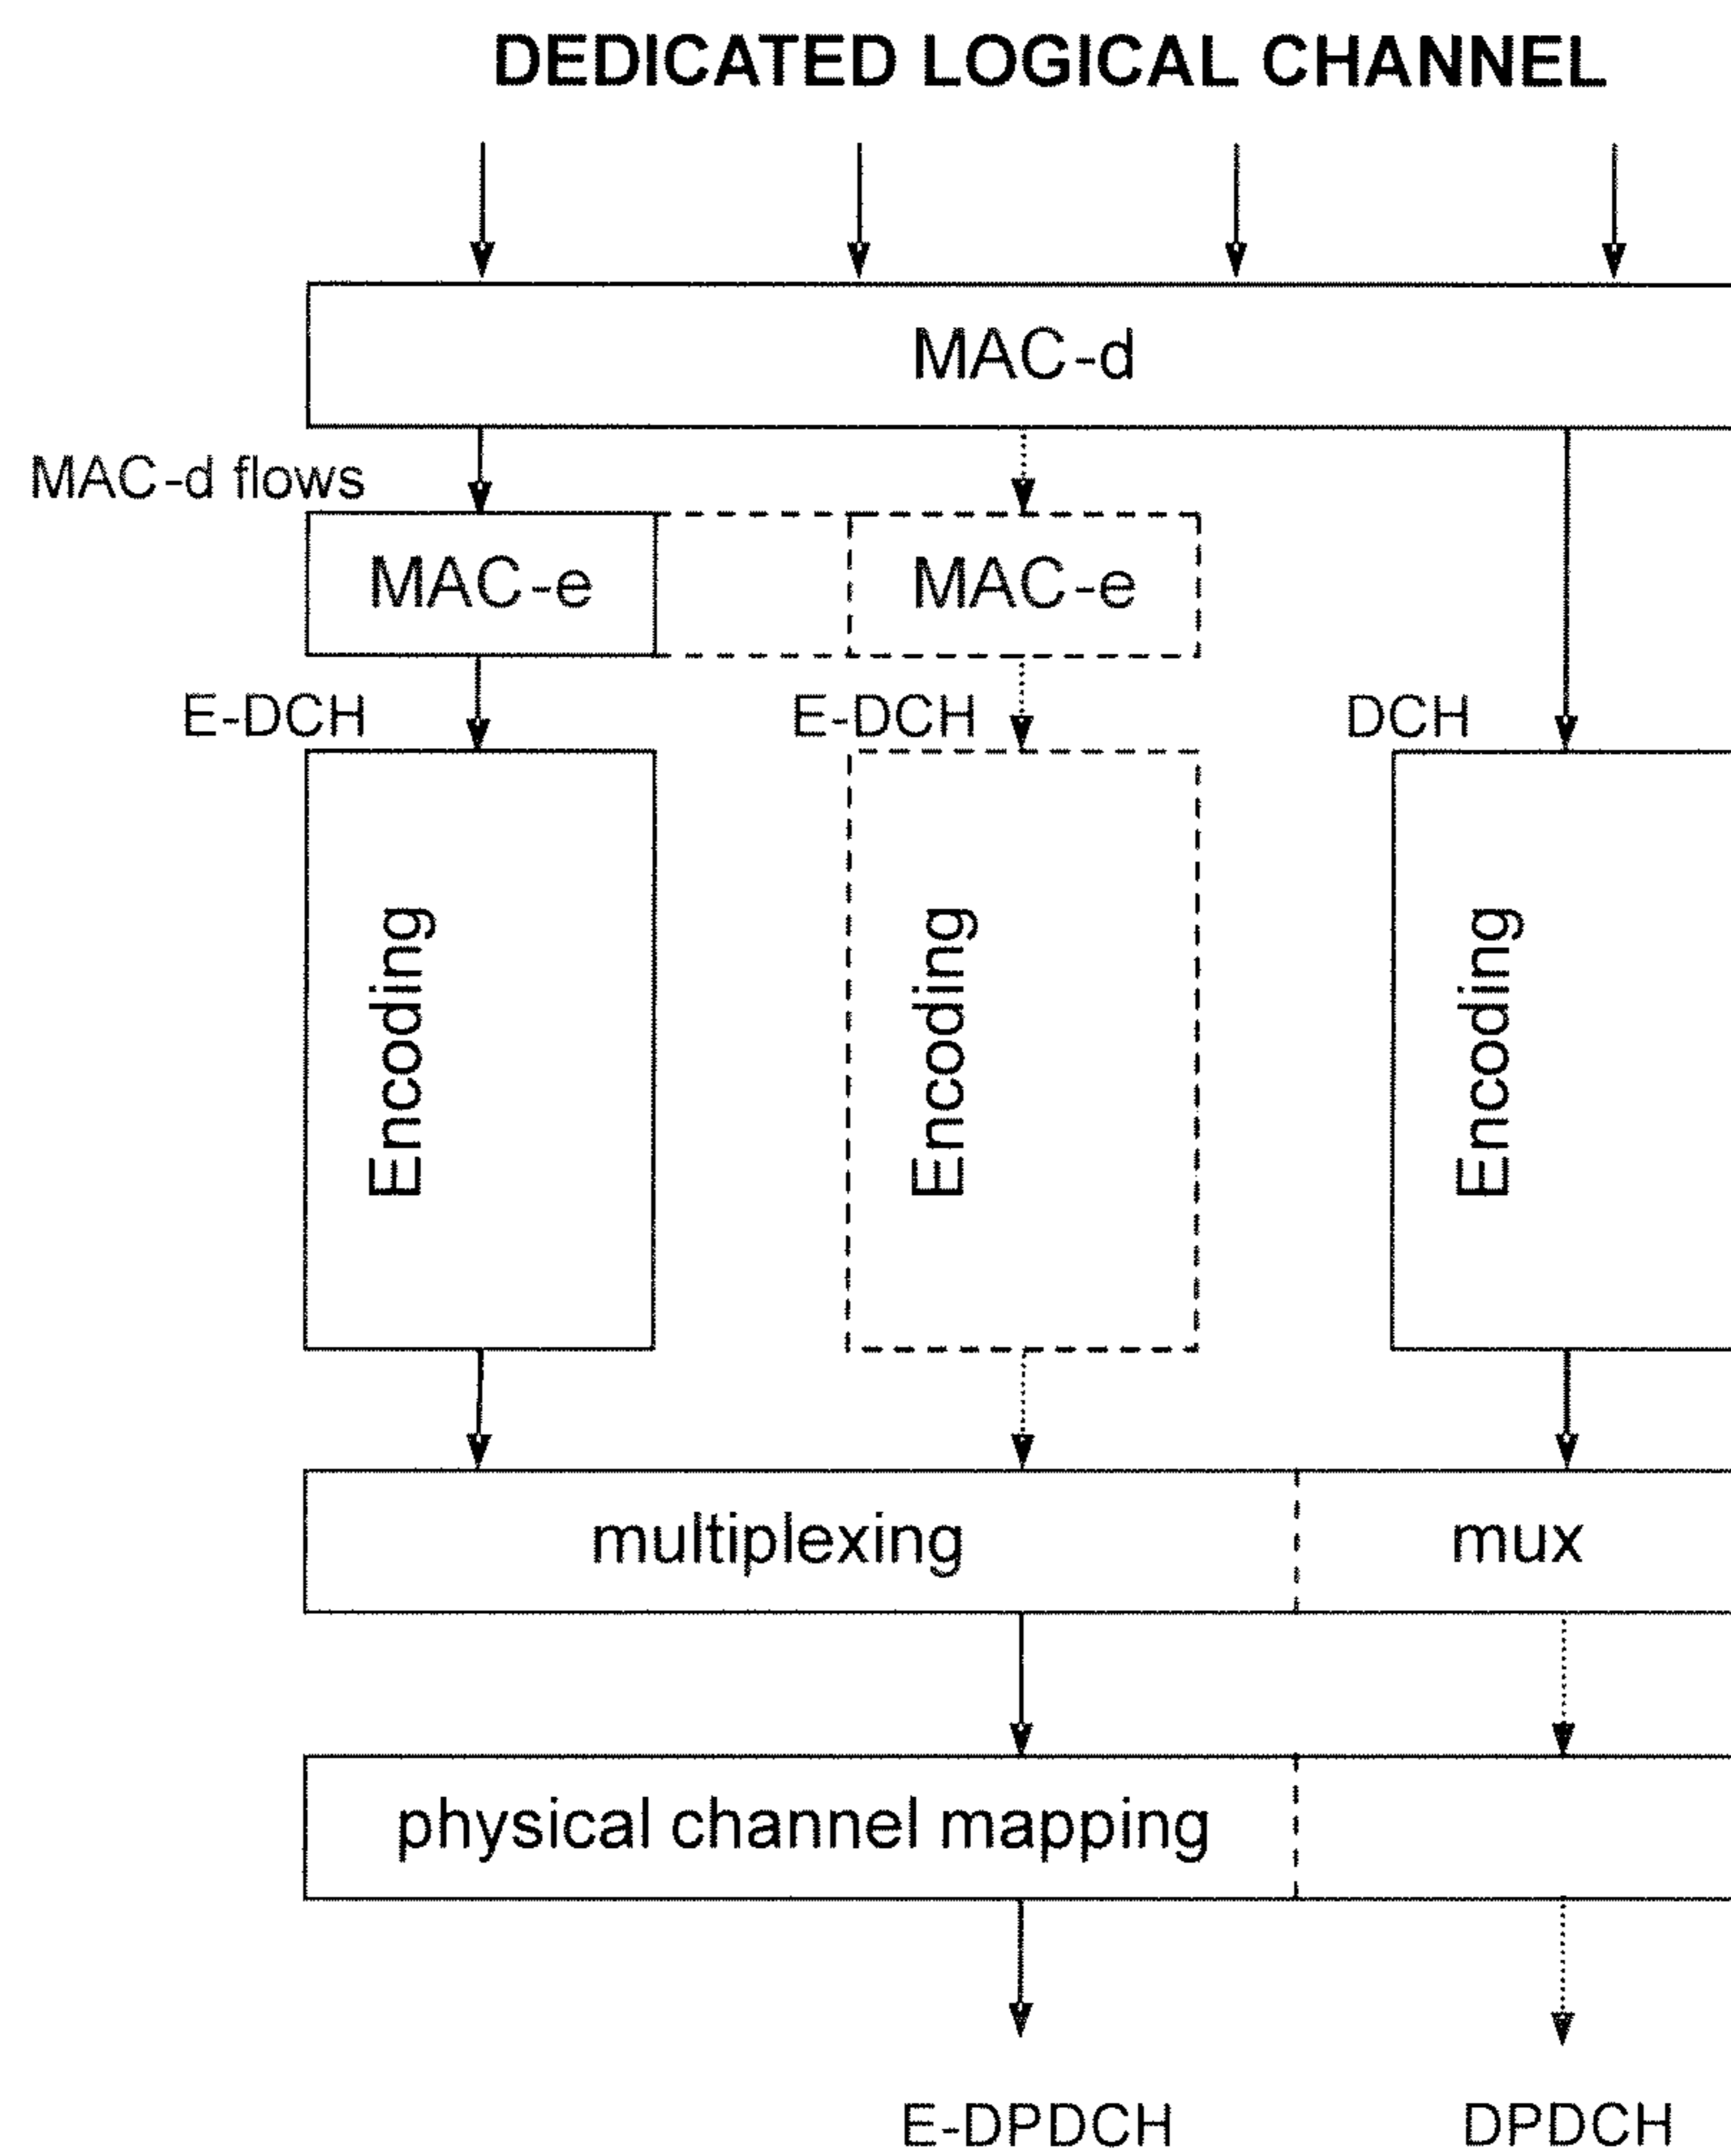 DEDICATED LOGICAL CHANNEL
MAC-d
MAC-d flows
MAC-e
MAC-e
E-DCH
E-DCH
DCH
Encoding
Encoding
Encoding
multiplexing
mux
physical channel mapping
E-DPDCH
DPDCH